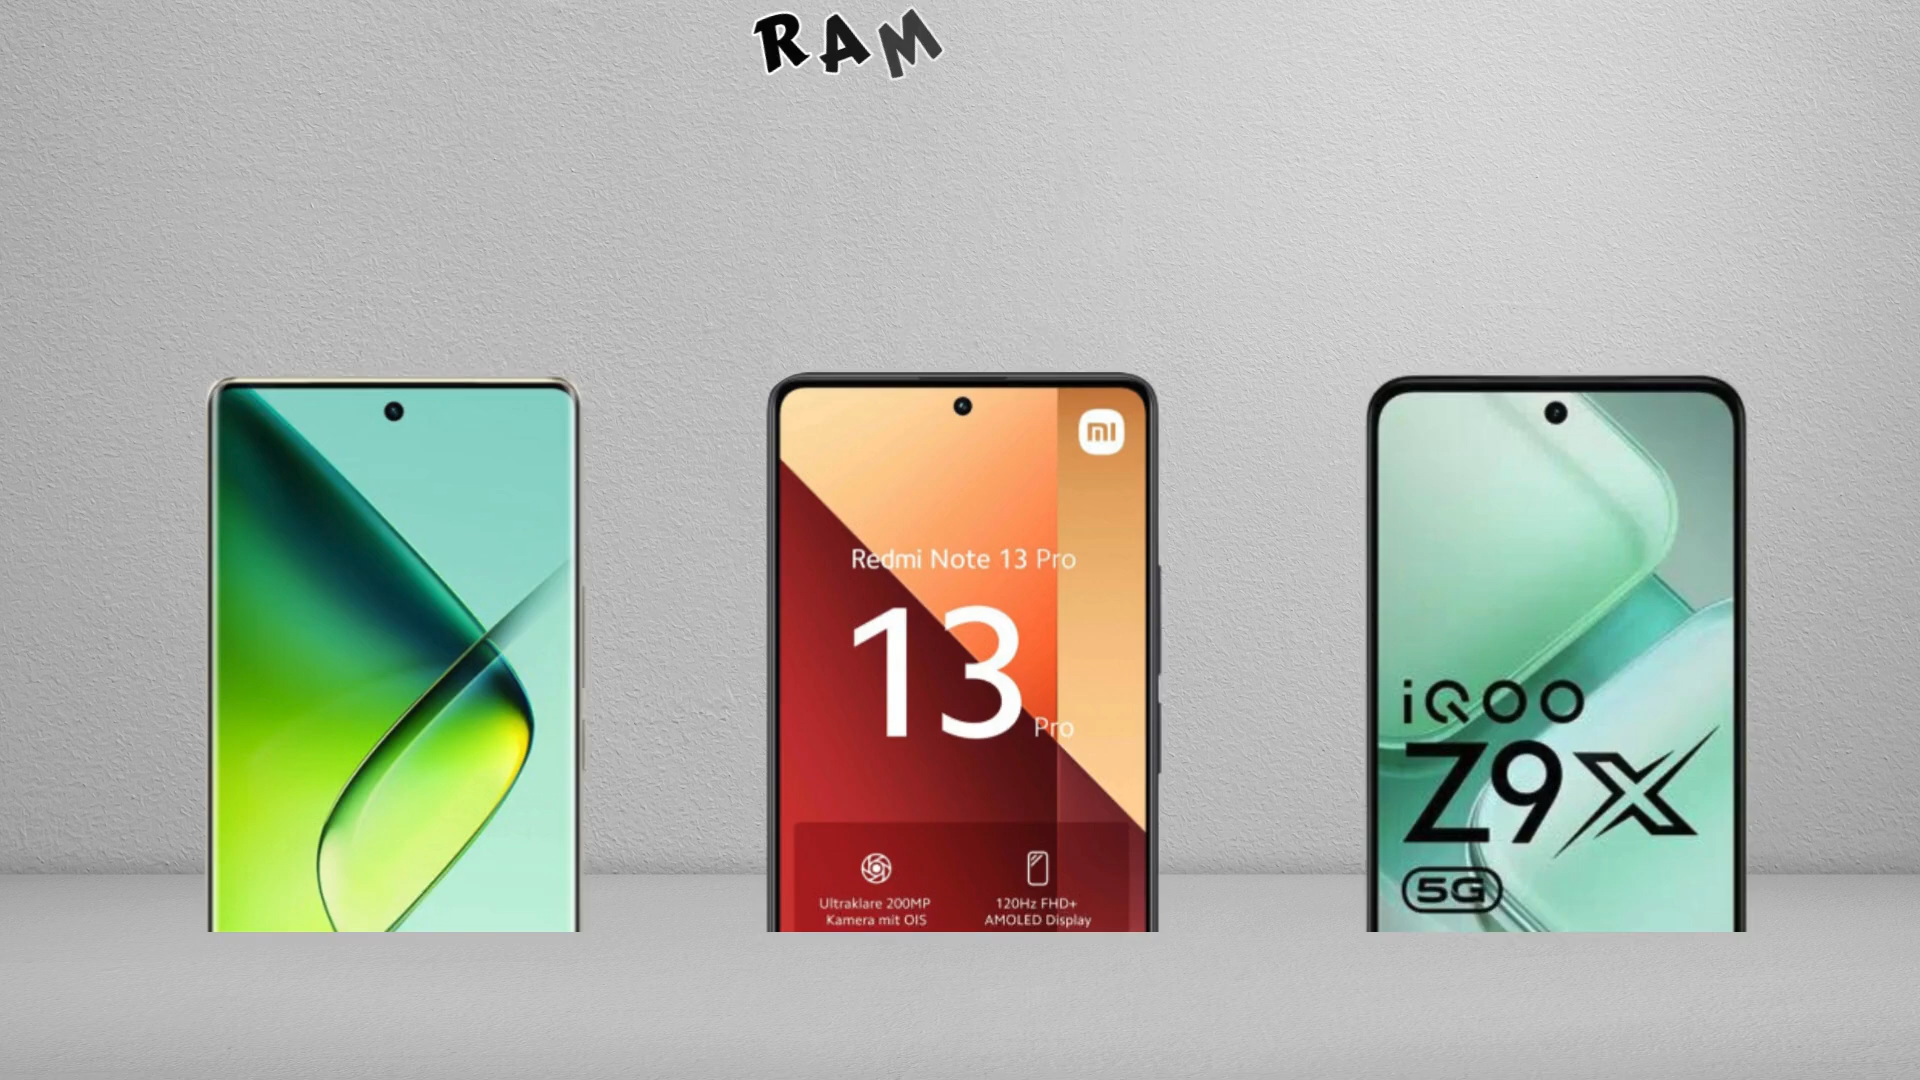 RAM
mi
Redmi Note 13 Pro
13 Pro
Ultraklare 200MP
Kamera mit OIS
120Hz FHD+
AMOLED Display
iQOO
Z9X
5G